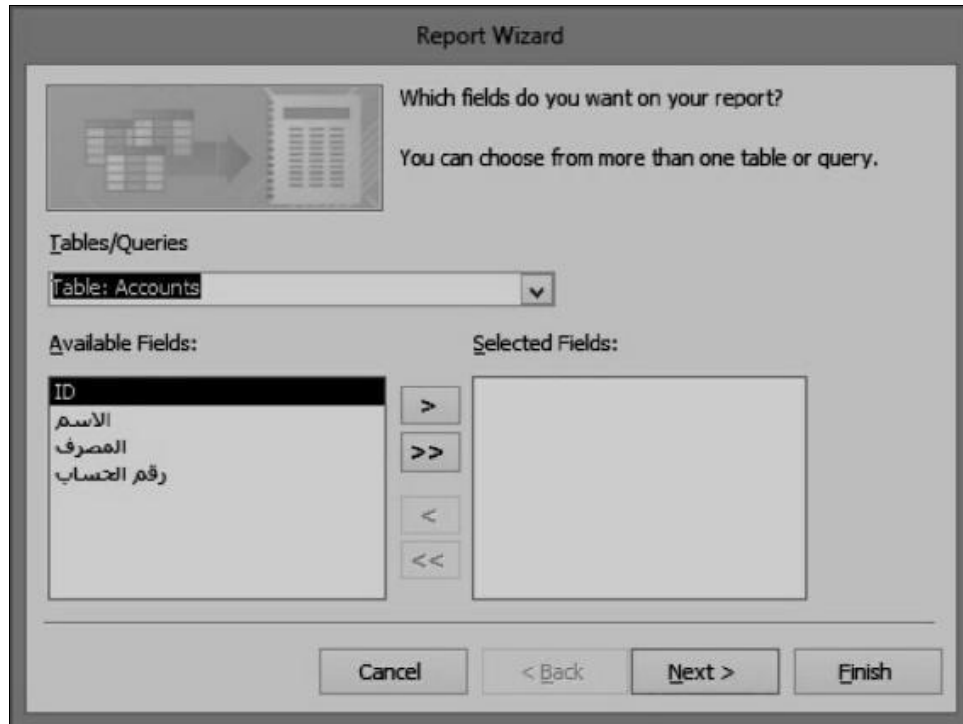 Report Wizard
Which fields do you want on your report?
You can choose from more than one table or query.
Tables/Queries
Table: Accounts
Available Fields:
Selected Fields:
ID
الاسم
المصرف
رقم الحساب
>
>>
<
<<
Cancel
< Back
Next >
Finish